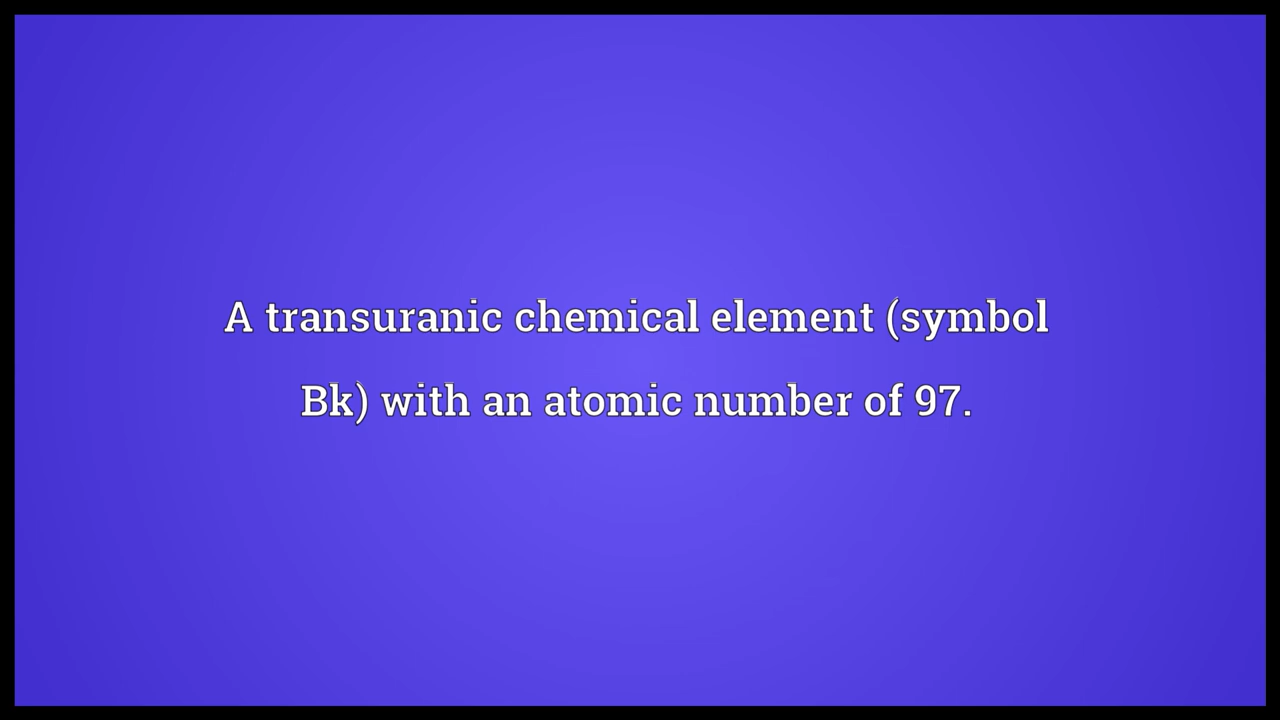 A transuranic chemical element (symbol
Bk) with an atomic number of 97.